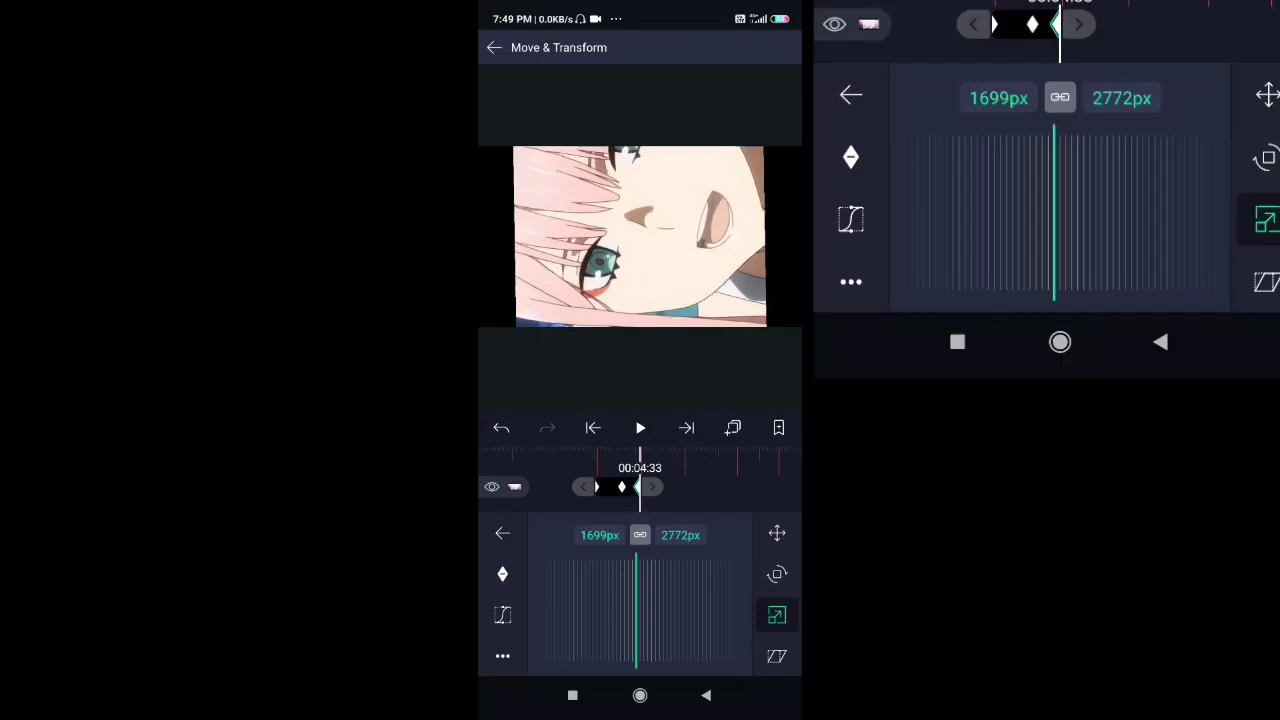 7:49 PM | 0.0KB/s
Move & Transform
00:04:33
1699px
2772px
1699px
2772px